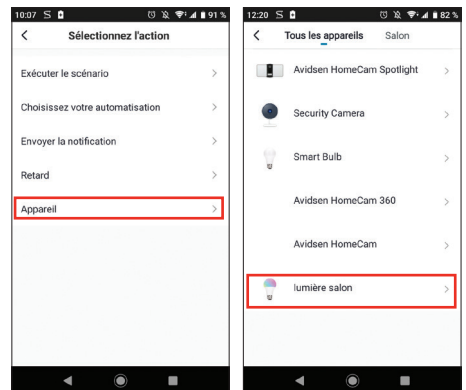 10:07 S 91 %
Sélectionnez l'action
Exécuter le scénario
Choisissez votre automatisation
Envoyer la notification
Retard
Appareil
12:20 S 82 %
Tous les appareils Salon
Avidsen HomeCam Spotlight
Security Camera
Smart Bulb
Avidsen HomeCam 360
Avidsen HomeCam
lumière salon